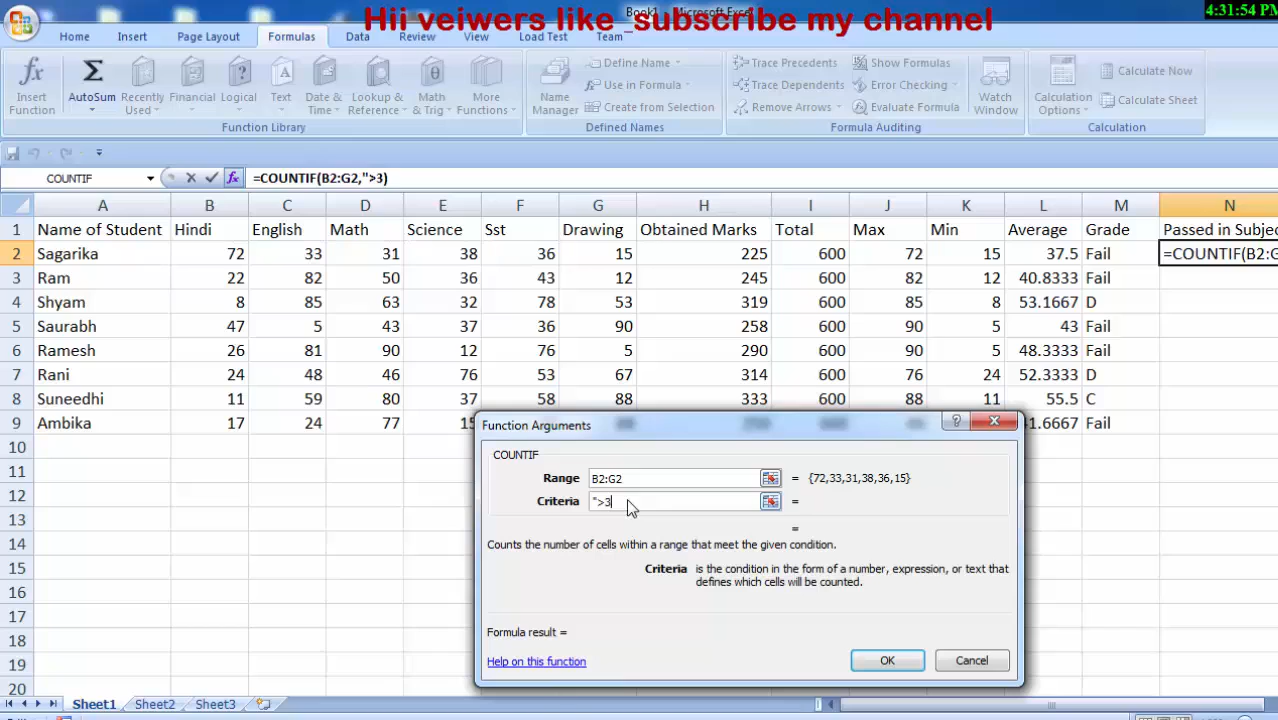 Book1 - Microsoft Excel
Hii veiwers like subscribe my channel
4:31:54 PM
Home Insert Page Layout Formulas Data Review View Load Test Team
Insert Function
AutoSum
Recently Used
Financial
Logical
Text
Date & Time
Lookup & Reference
Math & Trig
More Functions
Function Library
Name Manager
Define Name
Use in Formula
Create from Selection
Defined Names
Trace Precedents
Trace Dependents
Remove Arrows
Show Formulas
Error Checking
Evaluate Formula
Watch Window
Formula Auditing
Calculation Options
Calculate Now
Calculate Sheet
Calculation
COUNTIF fx =COUNTIF(B2:G2,">3)
A B C D E F G H I J K L M N
1 Name of Student Hindi English Math Science Sst Drawing Obtained Marks Total Max Min Average Grade Passed in Subjec
2 Sagarika 72 33 31 38 36 15 225 600 72 15 37.5 Fail =COUNTIF(B2:G
3 Ram 22 82 50 36 43 12 245 600 82 12 40.8333 Fail
4 Shyam 8 85 63 32 78 53 319 600 85 8 53.1667 D
5 Saurabh 47 5 43 37 36 90 258 600 90 5 43 Fail
6 Ramesh 26 81 90 12 76 5 290 600 90 5 48.3333 Fail
7 Rani 24 48 46 76 53 67 314 600 76 24 52.3333 D
8 Suneedhi 11 59 80 37 58 88 333 600 88 11 55.5 C
9 Ambika 17 24 77 15 41.6667 Fail
10
11
12
13
14
15
16
17
18
19
20
Function Arguments
COUNTIF
Range B2:G2 = {72,33,31,38,36,15}
Criteria ">3 =
=
Counts the number of cells within a range that meet the given condition.
Criteria is the condition in the form of a number, expression, or text that
defines which cells will be counted.
Formula result =
Help on this function
OK Cancel
Sheet1 Sheet2 Sheet3